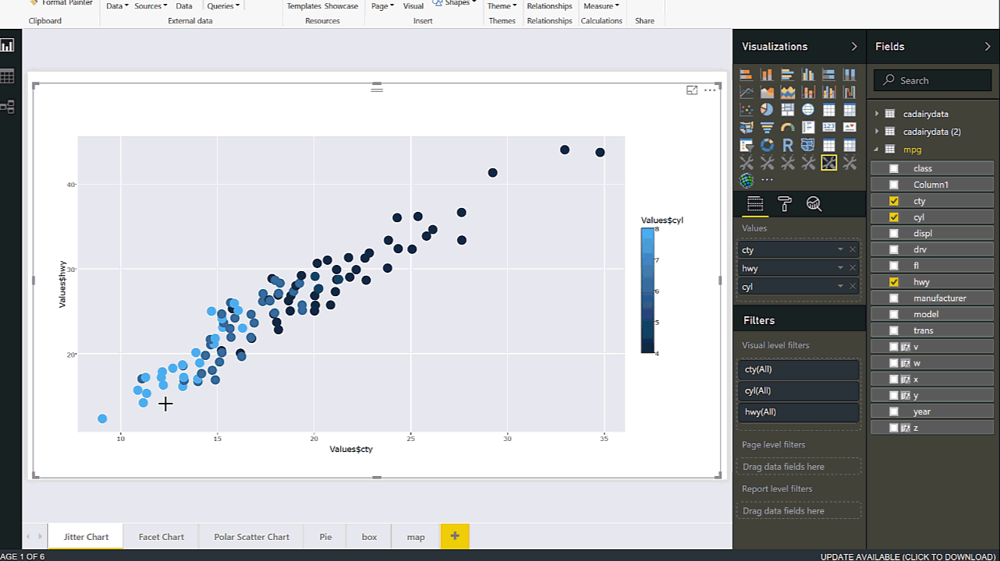 Format Painter
Data Sources Data Queries Templates Showcase Page Visual Shapes Theme Relationships Measure
Clipboard External data Resources Insert Themes Relationships Calculations Share
Visualizations
Fields
Search
cadairydata
cadairydata (2)
mpg
class
Column1
cty
cyl
displ
drv
fl
hwy
manufacturer
model
trans
v
w
x
y
year
z
Values
cty
hwy
cyl
Filters
Visual level filters
cty(All)
cyl(All)
hwy(All)
Page level filters
Drag data fields here
Report level filters
Drag data fields here
Values$hwy
40
30
20
10 15 20 25 30 35
Values$cty
Values$cyl
8
7
6
5
4
R
123
Jitter Chart Facet Chart Polar Scatter Chart Pie box map +
AGE 1 OF 6
UPDATE AVAILABLE (CLICK TO DOWNLOAD)